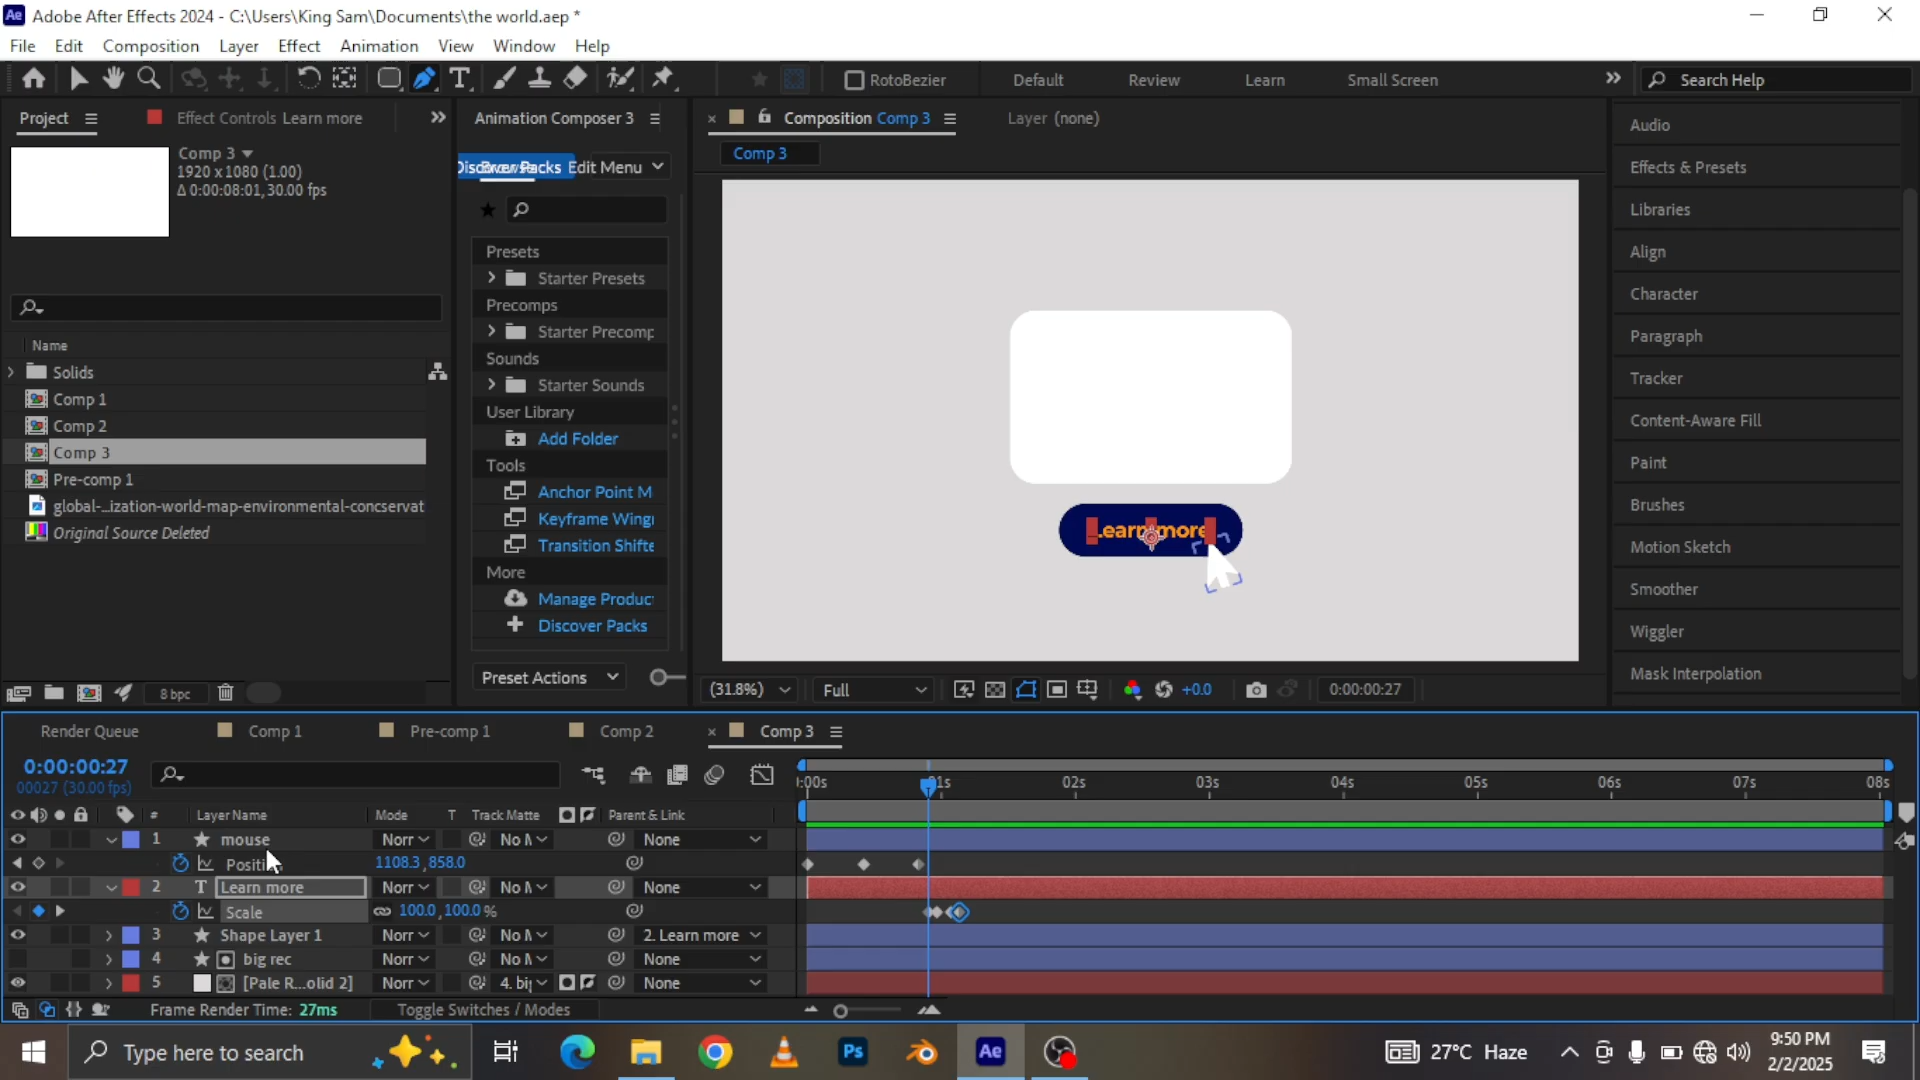 Ae Adobe After Effects 2024 - C:\Users\King Sam\Documents\the world.aep *
File Edit Composition Layer Effect Animation View Window Help
RotoBezier Default Review Learn Small Screen Search Help
Project Effect Controls Learn more Animation Composer 3 Composition Comp 3 Layer (none)
Comp 3
1920 x 1080 (1.00)
Δ 0:00:08:01, 30.00 fps
Discover Packs Edit Menu
Comp 3
Presets
Starter Presets
Precomps
Starter Precomp
Sounds
Starter Sounds
User Library
Add Folder
Tools
Anchor Point M
Keyframe Wing
Transition Shifte
More
Manage Produc
Discover Packs
Preset Actions
Name
Solids
Comp 1
Comp 2
Comp 3
Pre-comp 1
global-...ization-world-map-environmental-concservat
Original Source Deleted
8 bpc
Learn more
(31.8%) Full +0.0 0:00:00:27
Audio
Effects & Presets
Libraries
Align
Character
Paragraph
Tracker
Content-Aware Fill
Paint
Brushes
Motion Sketch
Smoother
Wiggler
Mask Interpolation
Render Queue Comp 1 Pre-comp 1 Comp 2 Comp 3
0:00:00:27
00027 (30.00 fps)
:00s 01s 02s 03s 04s 05s 06s 07s 08s
# Layer Name Mode T Track Matte Parent & Link
1 mouse Norr No M None
Positi 1108.3, 858.0
2 T Learn more Norr No M None
Scale 100.0, 100.0 %
3 Shape Layer 1 Norr No M 2. Learn more
4 big rec Norr No M None
5 [Pale R...olid 2] Norr 4. big None
Frame Render Time: 27ms Toggle Switches / Modes
Type here to search Ps Ae 27°C Haze 9:50 PM
2/2/2025